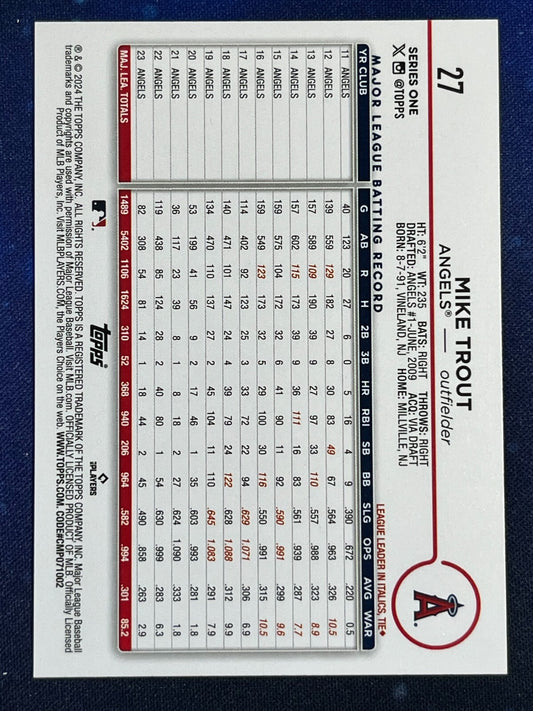 27
MIKE TROUT
ANGELS® — outfielder
SERIES ONE
X @TOPPS
HT: 6'2" WT: 235 BATS: RIGHT THROWS: RIGHT
DRAFTED: ANGELS #1-JUNE, 2009 ACQ: VIA DRAFT
BORN: 8-7-91, VINELAND, NJ HOME: MILLVILLE, NJ
A
MAJOR LEAGUE BATTING RECORD LEAGUE LEADER IN ITALICS, TIE♦
YR CLUB G AB R H 2B 3B HR RBI SB BB SLG OPS AVG WAR
11 ANGELS 40 123 20 27 6 0 5 16 4 9 .390 .672 .220 0.5
12 ANGELS 139 559 129 182 27 8 30 83 49 67 .564 .963 .326 10.5
13 ANGELS 157 589 109 190 39 9 27 97 33 110 .557 .988 .323 8.9
14 ANGELS 157 602 115 173 39 9 36 111 16 83 .561 .939 .287 7.7
15 ANGELS 159 575 104 172 32 6 41 90 11 92 .590 .991 .299 9.6
16 ANGELS 159 549 123 173 32 5 29 100 30 116 .550 .991 .315 10.5
17 ANGELS 114 402 92 123 25 3 33 72 22 94 .629 1.071 .306 6.9
18 ANGELS 140 471 101 147 24 4 39 79 24 122 .628 1.088 .312 9.9
19 ANGELS 134 470 110 137 27 2 45 104 11 110 .645 1.083 .291 7.9
20 ANGELS 53 199 41 56 9 2 17 46 1 35 .603 .993 .281 1.8
21 ANGELS 36 117 23 39 8 1 8 18 2 27 .624 1.090 .333 1.8
22 ANGELS 119 438 85 124 28 2 40 80 1 54 .630 .999 .283 6.3
23 ANGELS 82 308 54 81 14 1 18 44 2 45 .490 .858 .263 2.9
MAJ. LEA. TOTALS 1489 5402 1106 1624 310 52 368 940 206 964 .582 .994 .301 85.2
topps®
PLAYERS
® & © 2024 THE TOPPS COMPANY, INC. ALL RIGHTS RESERVED. TOPPS IS A REGISTERED TRADEMARK OF THE TOPPS COMPANY, INC. Major League Baseball
trademarks and copyrights are used with permission of Major League Baseball. Visit MLB.com. OFFICIALLY LICENSED PRODUCT OF MLB. Officially Licensed
Product of MLB Players, Inc. Visit MLBPLAYERS.COM, the Players Choice on the web. WWW.TOPPS.COM. CODE#CMP071002